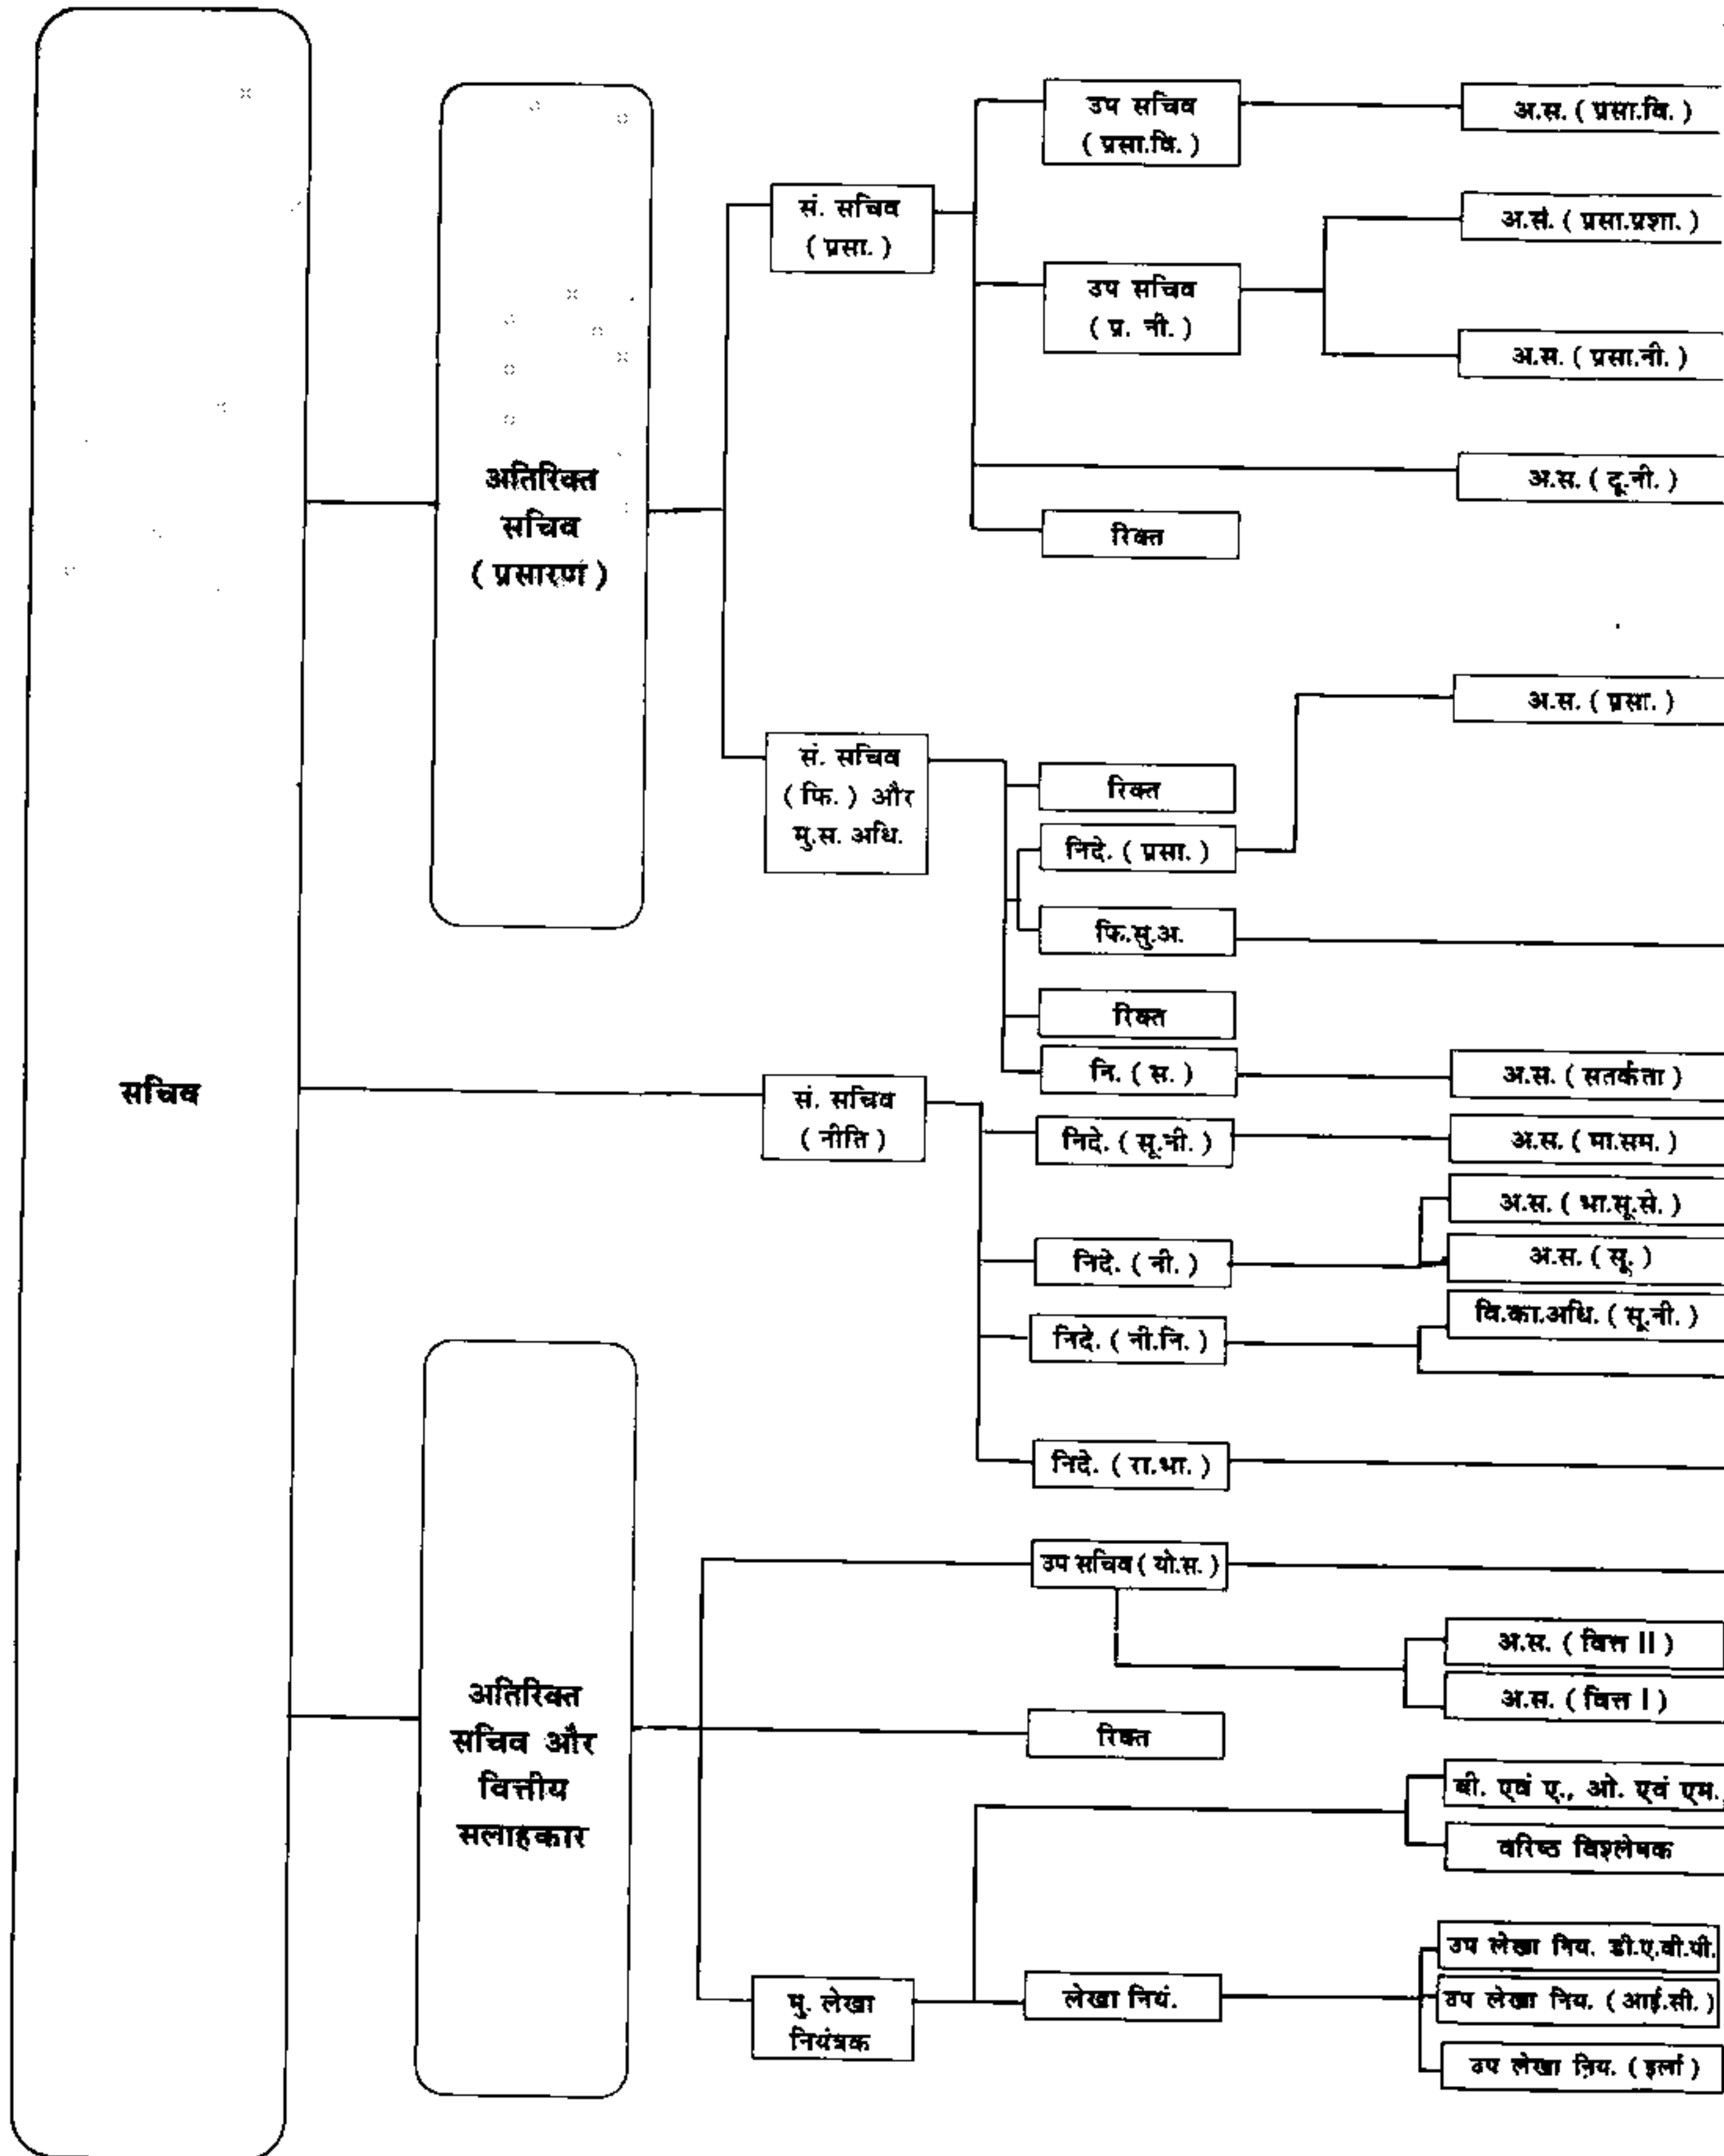 सचिव
अतिरिक्त
सचिव
( प्रसारण )
सं. सचिव
( प्रसा. )
उप सचिव
( प्रसा.वि. )
अ.स. ( प्रसा.वि. )
उप सचिव
( प्र. नी. )
अ.सं. ( प्रसा.प्रशा. )
अ.स. ( प्रसा.नी. )
अ.स. ( दू.नी. )
रिक्त
सं. सचिव
( फि. ) और
मु.स. अधि.
रिक्त
निदे. ( प्रसा. )
अ.स. ( प्रसा. )
फि.सु.अ.
रिक्त
नि. ( स. )
अ.स. ( सतर्कता )
सं. सचिव
( नीति )
निदे. ( सू.नी. )
अ.स. ( मा.सम. )
निदे. ( नी. )
अ.स. ( भा.सू.से. )
अ.स. ( सू. )
निदे. ( नी.नि. )
वि.का.अधि. ( सू.नी. )
निदे. ( रा.भा. )
अतिरिक्त
सचिव और
वित्तीय
सलाहकार
उप सचिव ( यो.स. )
अ.स. ( वित्त II )
अ.स. ( वित्त I )
रिक्त
मु. लेखा
नियंत्रक
बी. एवं ए., ओ. एवं एम.
वरिष्ठ विश्लेषक
लेखा नियं.
उप लेखा निय. डी.ए.वी.पी.
उप लेखा निय. ( आई.सी. )
उप लेखा निय. ( इर्ला )